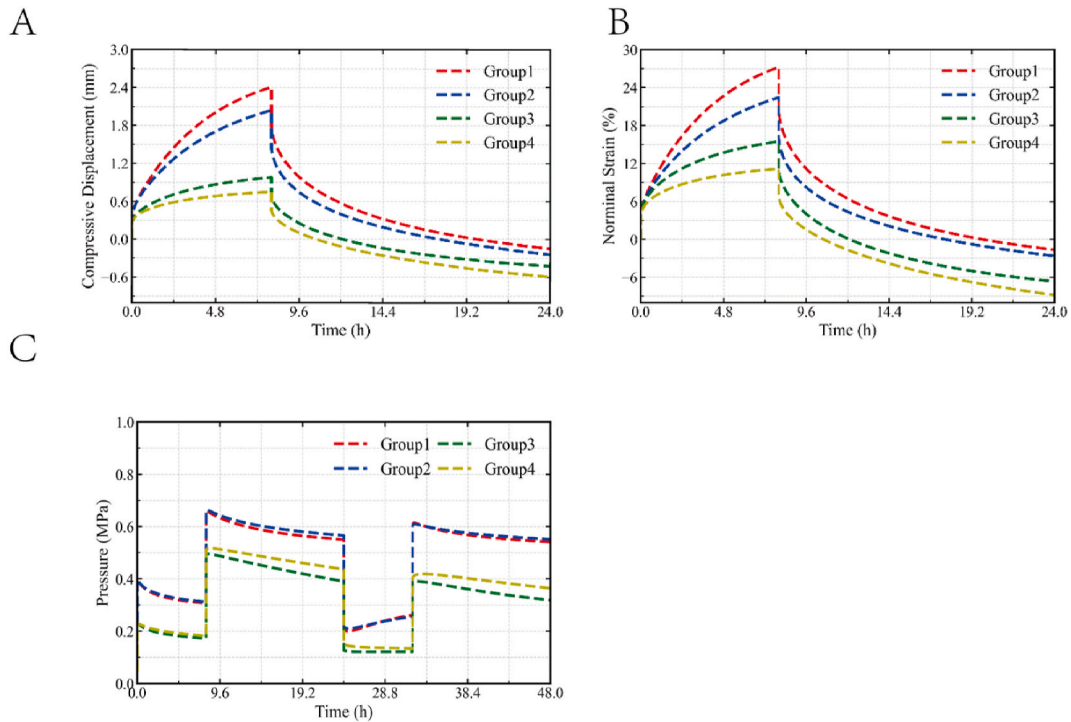 A
Compressive Displacement (mm)
3.0
2.4
1.8
1.2
0.6
0.0
−0.6
Group1
Group2
Group3
Group4
0.0 4.8 9.6 14.4 19.2 24.0
Time (h)
B
Norminal Strain (%)
30
24
18
12
6
0
−6
Group1
Group2
Group3
Group4
0.0 4.8 9.6 14.4 19.2 24.0
Time (h)
C
Pressure (MPa)
1.0
0.8
0.6
0.4
0.2
0.0
Group1 Group3
Group2 Group4
0.0 9.6 19.2 28.8 38.4 48.0
Time (h)